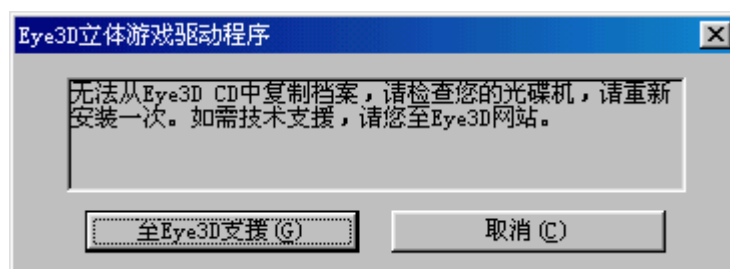 Eye3D立体游戏驱动程序
无法从Eye3D CD中复制档案，请检查您的光碟机，请重新
安装一次。如需技术支援，请您至Eye3D网站。
至Eye3D支援(G)
取消(C)